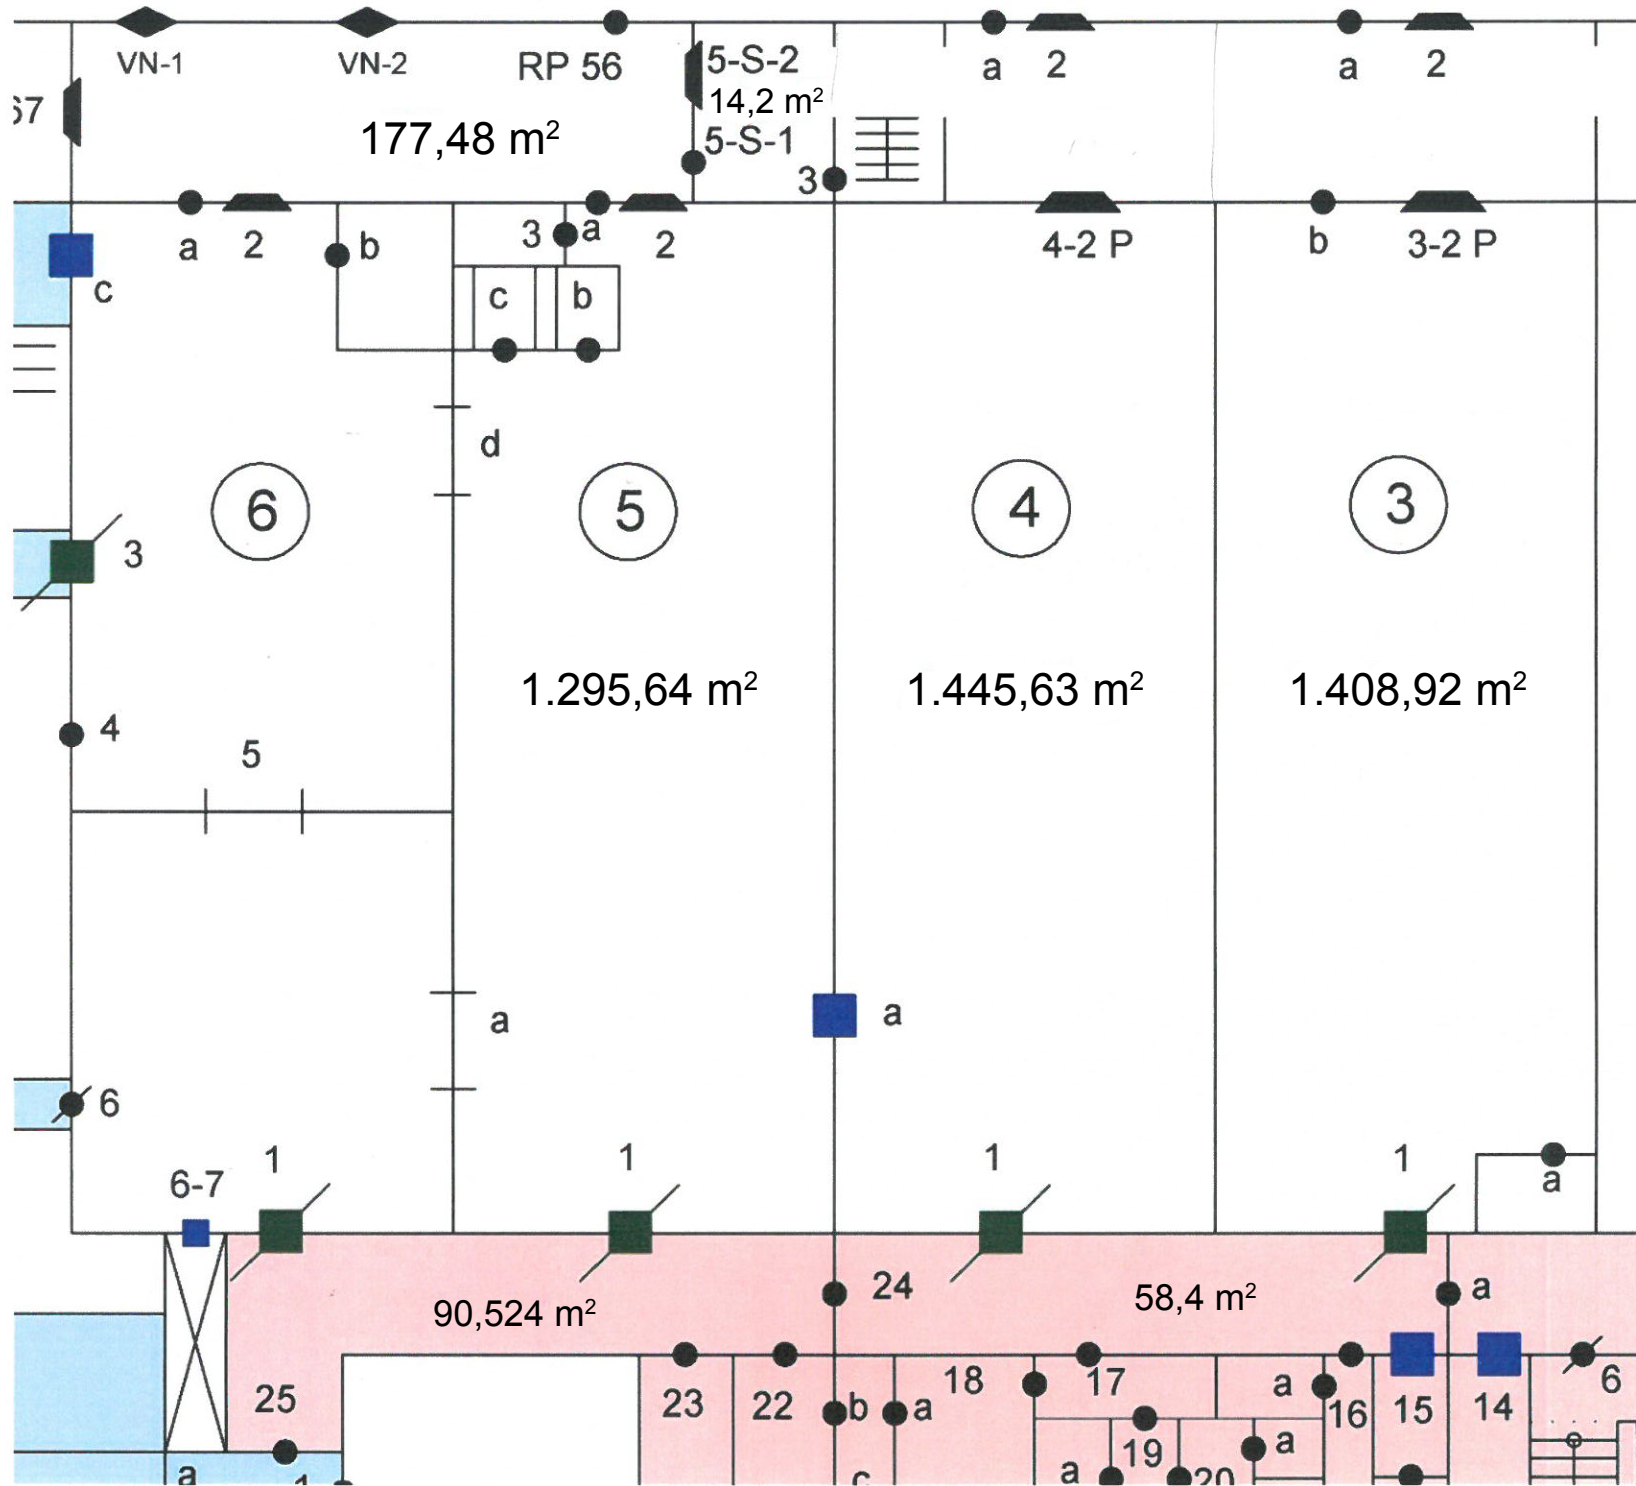 VN-1 VN-2 RP 56 5-S-2 a 2 a 2
67 177,48 m² 14,2 m²
5-S-1
3
a 2 b 3 a 2 4-2 P b 3-2 P
c c b
d
6 5 4 3
3
1.295,64 m² 1.445,63 m² 1.408,92 m²
4 5
a a
6
6-7 1 1 1 1 a
24 58,4 m² a
90,524 m²
25 23 22 b a 18 17 a 16 15 14 6
19 a
a 1 c a 20